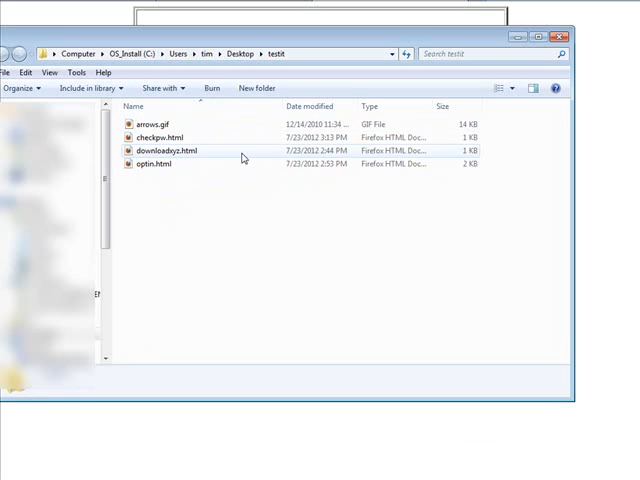 Computer OS_Install (C:) Users tim Desktop testit Search testit
File Edit View Tools Help
Organize Include in library Share with Burn New folder
Name Date modified Type Size
arrows.gif 12/14/2010 11:34 ... GIF File 14 KB
checkpw.html 7/23/2012 3:13 PM Firefox HTML Doc... 1 KB
downloadxyz.html 7/23/2012 2:44 PM Firefox HTML Doc... 1 KB
optin.html 7/23/2012 2:53 PM Firefox HTML Doc... 2 KB
EN